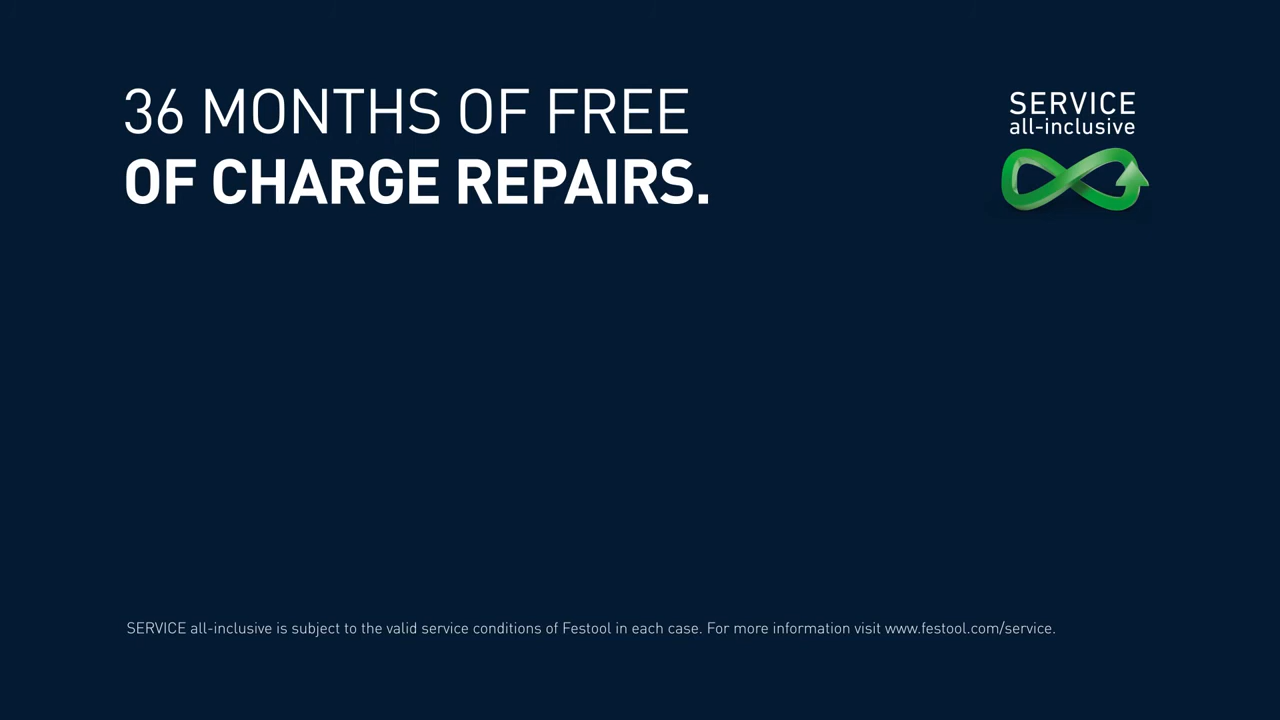 36 MONTHS OF FREE
OF CHARGE REPAIRS.
SERVICE
all-inclusive
SERVICE all-inclusive is subject to the valid service conditions of Festool in each case. For more information visit www.festool.com/service.